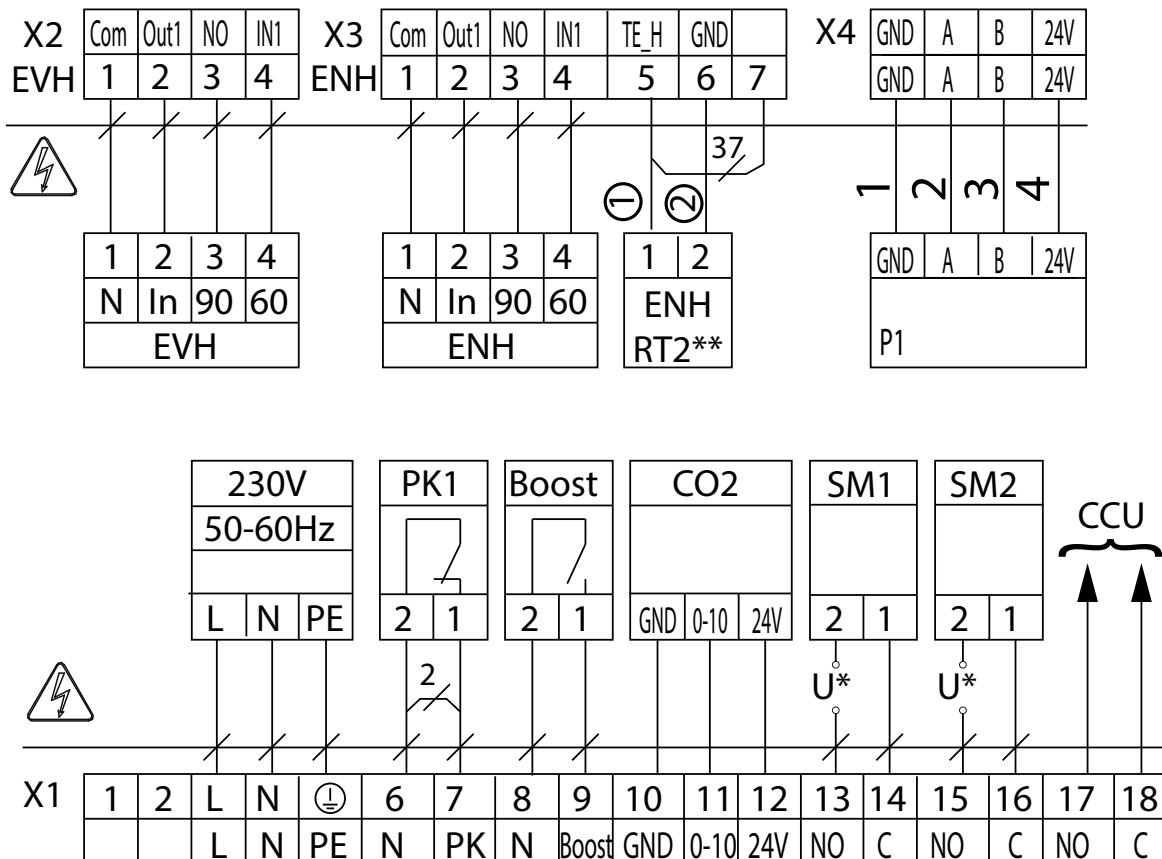 X2 Com Out1 NO IN1 X3 Com Out1 NO IN1 TE_H GND X4 GND A B 24V
EVH 1 2 3 4 ENH 1 2 3 4 5 6 7 GND A B 24V
37
1 2 1 2 3 4
1 2 3 4 1 2 3 4 1 2 GND A B 24V
N In 90 60 N In 90 60 ENH
EVH ENH RT2** P1
230V PK1 Boost CO2 SM1 SM2
50-60Hz CCU
L N PE 2 1 2 1 GND 0-10 24V 2 1 2 1
2 U* U*
X1 1 2 L N 6 7 8 9 10 11 12 13 14 15 16 17 18
L N PE N PK N Boost GND 0-10 24V NO C NO C NO C